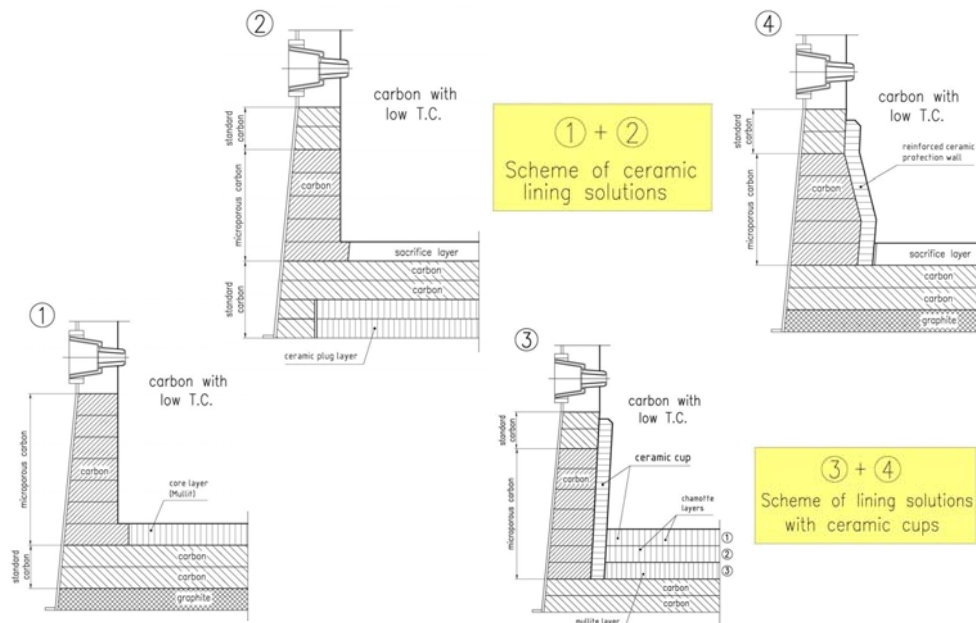 ②
carbon with
low T.C.
standard
carbon
microporous carbon
carbon
sacrifice layer
carbon
carbon
standard
carbon
ceramic plug layer
① + ②
Scheme of ceramic
lining solutions
④
carbon with
low T.C.
standard
carbon
reinforced ceramic
protection wall
microporous carbon
carbon
sacrifice layer
carbon
carbon
graphite
①
carbon with
low T.C.
microporous carbon
carbon
core layer
(Mullit)
standard
carbon
carbon
carbon
graphite
③
carbon with
low T.C.
standard
carbon
ceramic cup
microporous carbon
carbon
chamotte
layers
①
②
③
carbon
carbon
mullite layer
③ + ④
Scheme of lining solutions
with ceramic cups